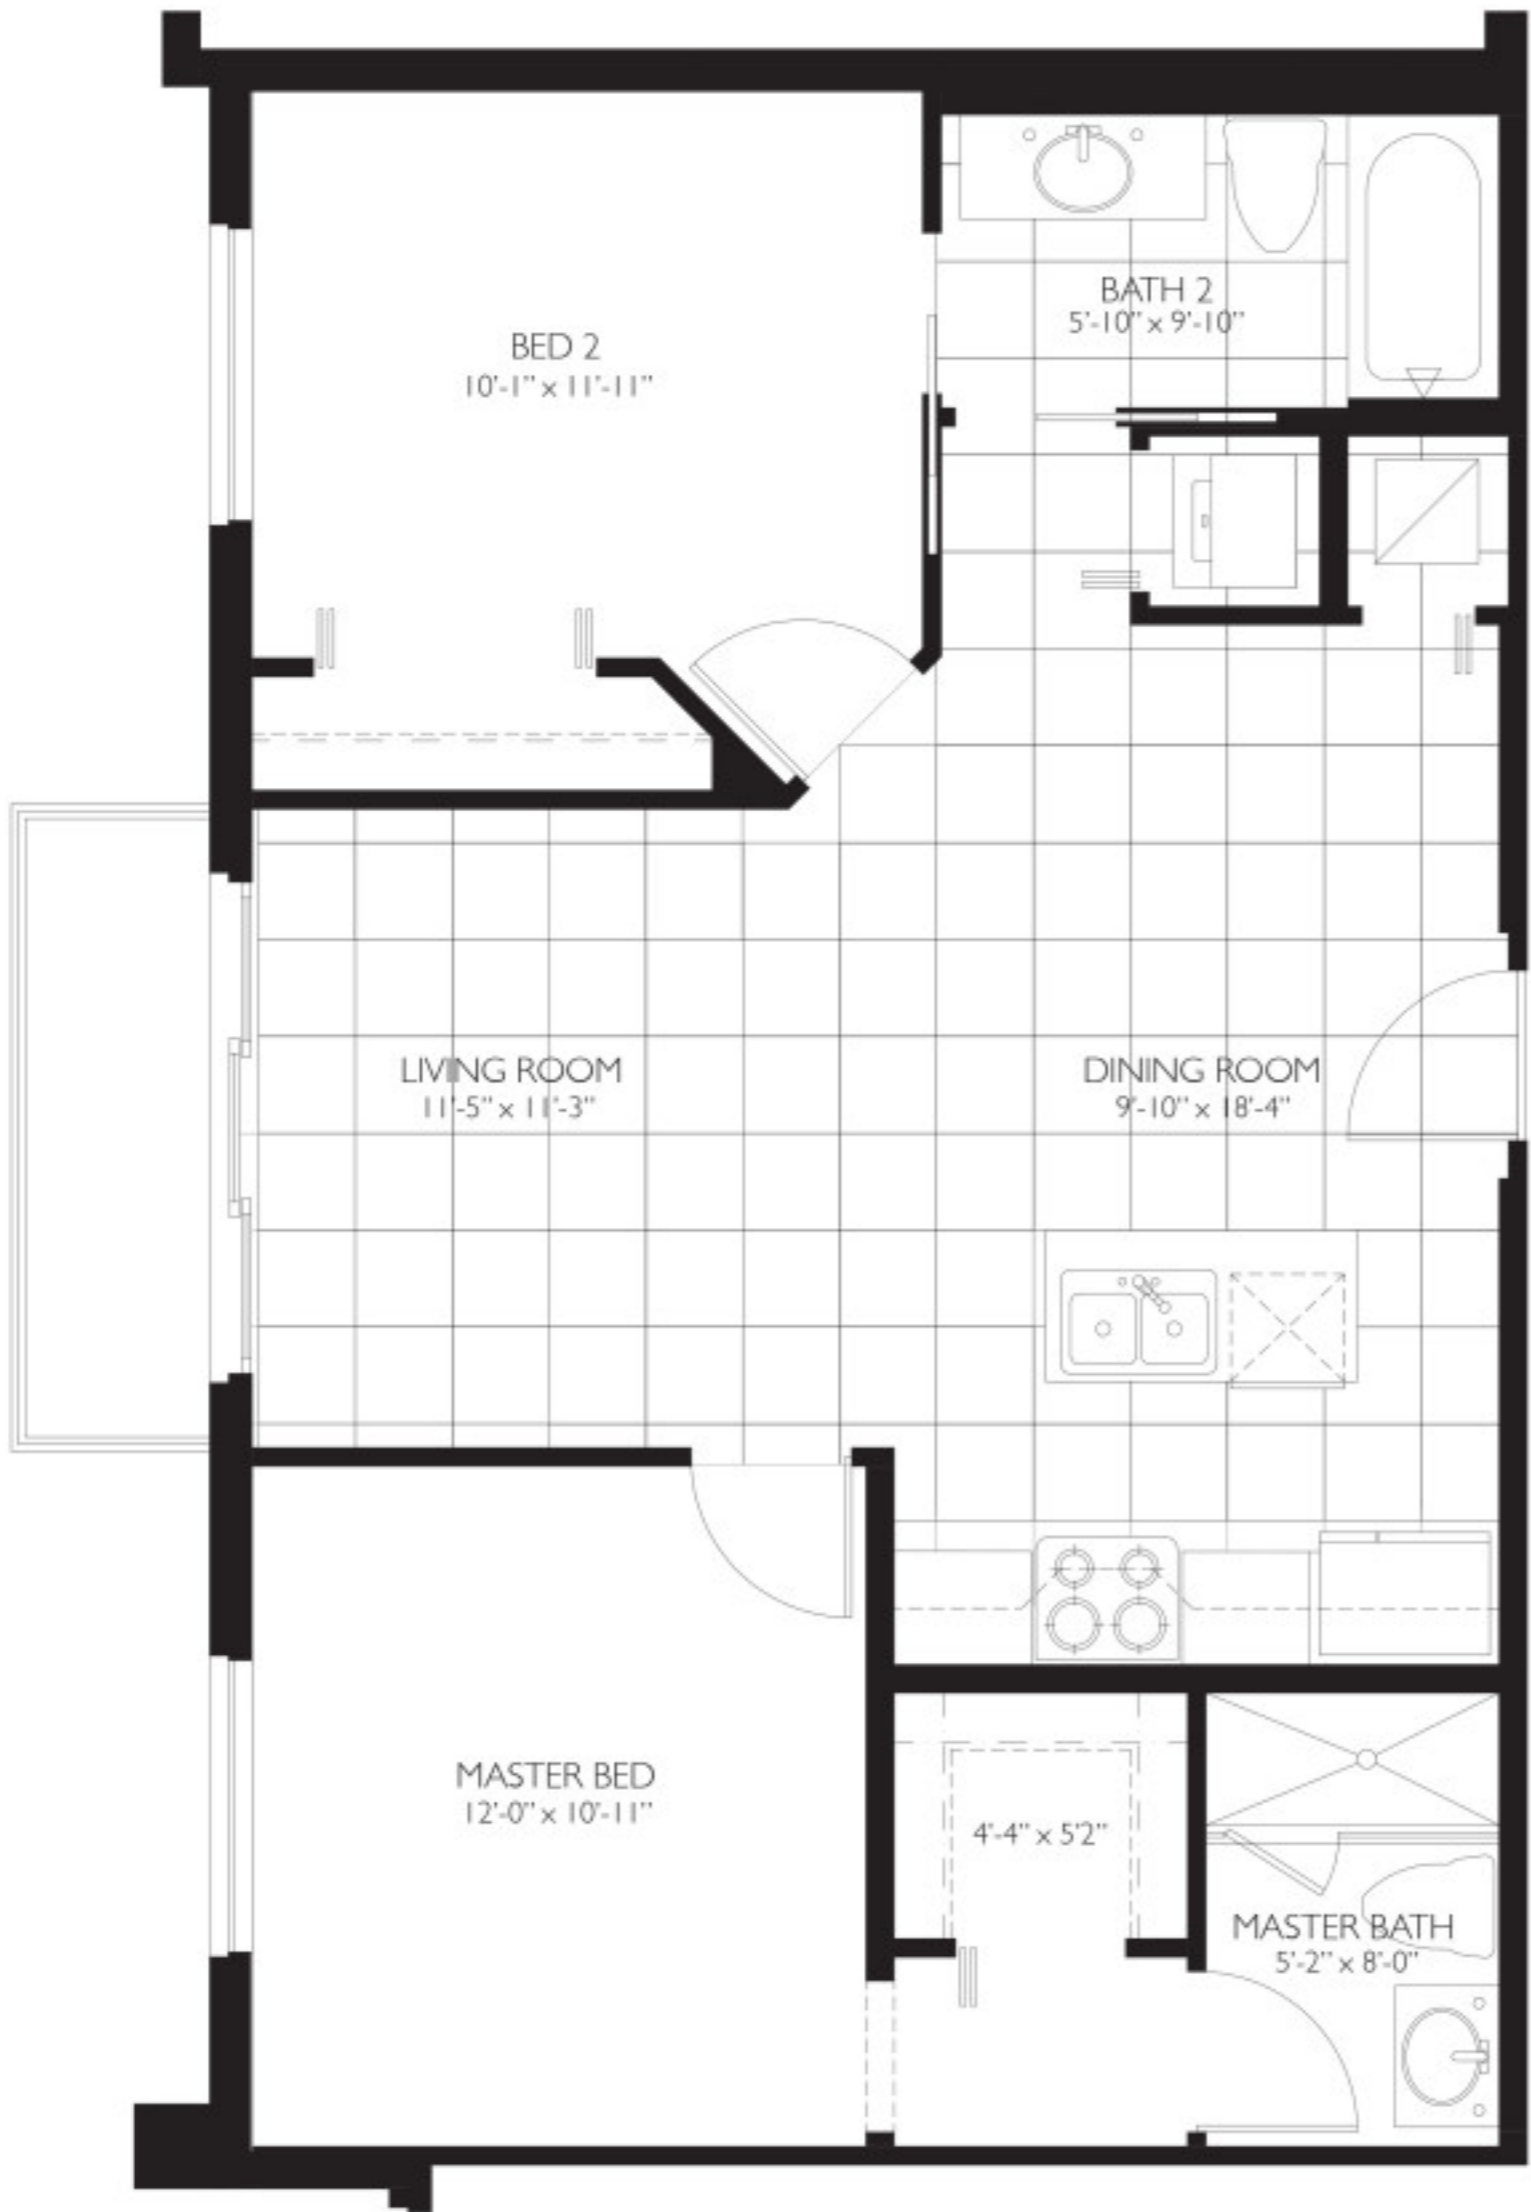 BED 2
10'-1" x 11'-11"
BATH 2
5'-10" x 9'-10"
LIVING ROOM
11'-5" x 11'-3"
DINING ROOM
9'-10" x 18'-4"
MASTER BED
12'-0" x 10'-11"
4'-4" x 5'2"
MASTER BATH
5'-2" x 8'-0"